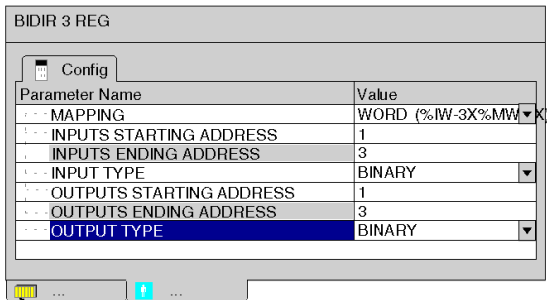 BIDIR 3 REG
Config
Parameter Name Value
MAPPING WORD (%IW-3X%MW
INPUTS STARTING ADDRESS 1
INPUTS ENDING ADDRESS 3
INPUT TYPE BINARY
OUTPUTS STARTING ADDRESS 1
OUTPUTS ENDING ADDRESS 3
OUTPUT TYPE BINARY
... ...